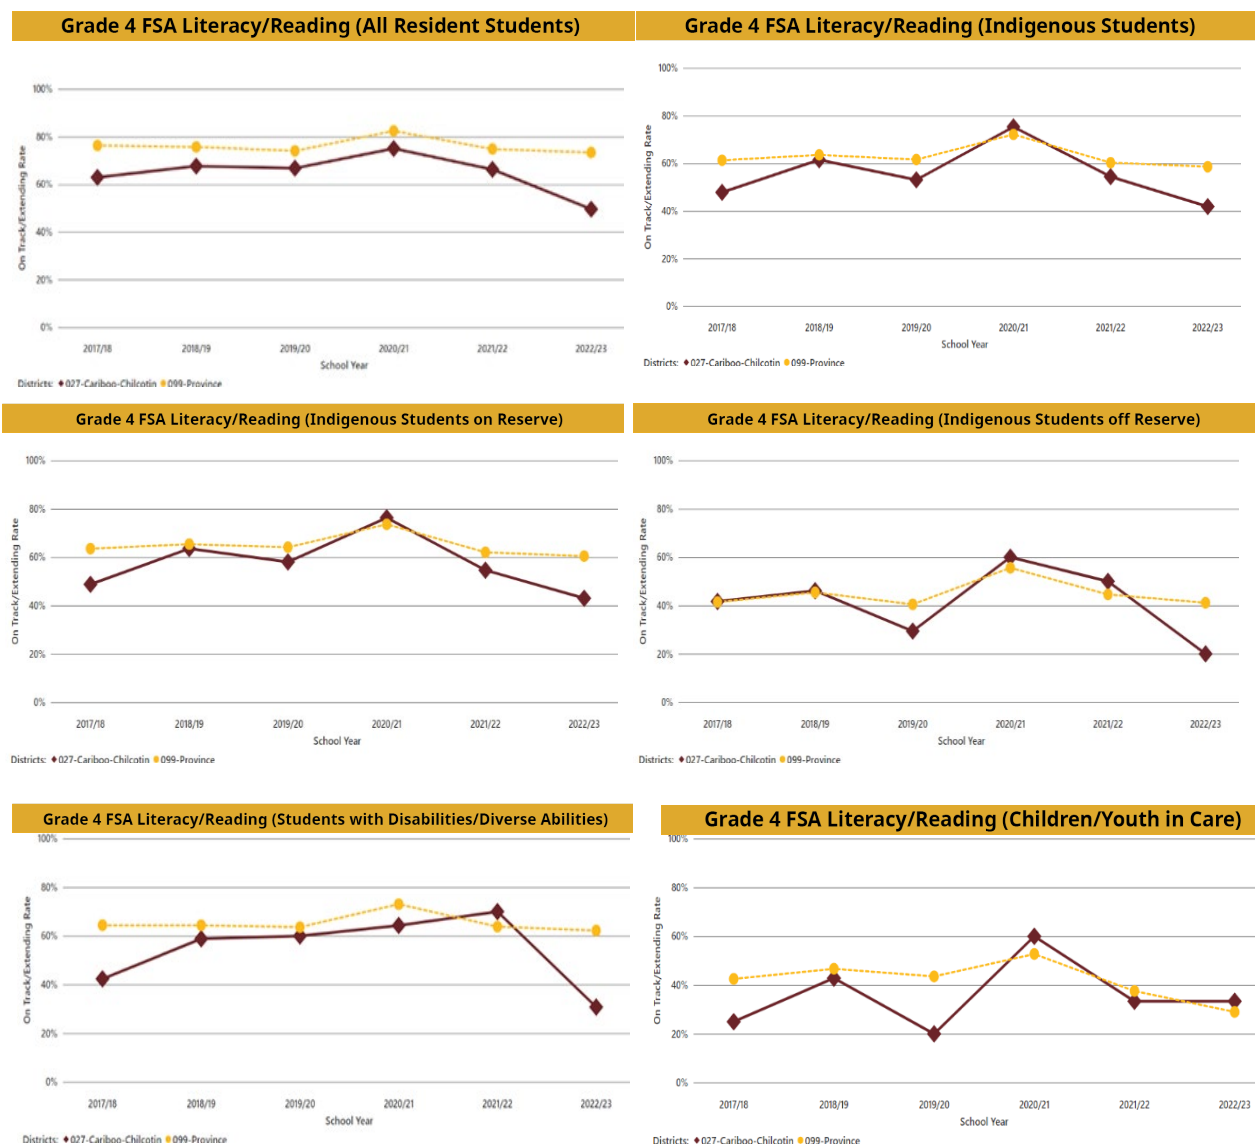 Grade 4 FSA Literacy/Reading (All Resident Students)
On Track/Extending Rate
100%
80%
60%
40%
20%
0%
2017/18 2018/19 2019/20 2020/21 2021/22 2022/23
School Year
Districts: 027-Cariboo-Chilcotin 099-Province
Grade 4 FSA Literacy/Reading (Indigenous Students)
On Track/Extending Rate
100%
80%
60%
40%
20%
0%
2017/18 2018/19 2019/20 2020/21 2021/22 2022/23
School Year
Districts: 027-Cariboo-Chilcotin 099-Province
Grade 4 FSA Literacy/Reading (Indigenous Students on Reserve)
On Track/Extending Rate
100%
80%
60%
40%
20%
0%
2017/18 2018/19 2019/20 2020/21 2021/22 2022/23
School Year
Districts: 027-Cariboo-Chilcotin 099-Province
Grade 4 FSA Literacy/Reading (Indigenous Students off Reserve)
On Track/Extending Rate
100%
80%
60%
40%
20%
0%
2017/18 2018/19 2019/20 2020/21 2021/22 2022/23
School Year
Districts: 027-Cariboo-Chilcotin 099-Province
Grade 4 FSA Literacy/Reading (Students with Disabilities/Diverse Abilities)
On Track/Extending Rate
100%
80%
60%
40%
20%
0%
2017/18 2018/19 2019/20 2020/21 2021/22 2022/23
School Year
Districts: 027-Cariboo-Chilcotin 099-Province
Grade 4 FSA Literacy/Reading (Children/Youth in Care)
On Track/Extending Rate
100%
80%
60%
40%
20%
0%
2017/18 2018/19 2019/20 2020/21 2021/22 2022/23
School Year
Districts: 027-Cariboo-Chilcotin 099-Province